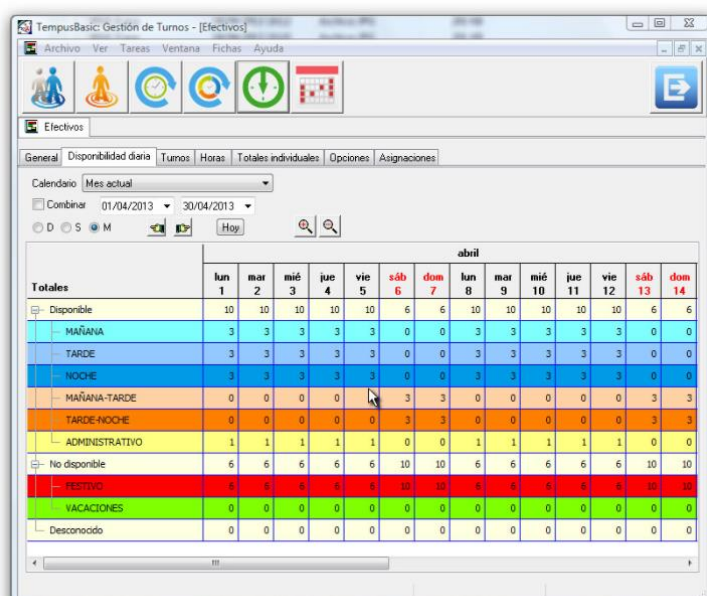 TempusBasic: Gestión de Turnos - [Efectivos]
Archivo Ver Tareas Ventana Fichas Ayuda
Efectivos
General Disponibilidad diaria Turnos Horas Totales individuales Opciones Asignaciones
Calendario Mes actual
Combinar 01/04/2013 30/04/2013
D S M Hoy
abril
Totales lun 1 mar 2 mié 3 jue 4 vie 5 sáb 6 dom 7 lun 8 mar 9 mié 10 jue 11 vie 12 sáb 13 dom 14
Disponible 10 10 10 10 10 6 6 10 10 10 10 10 6 6
MAÑANA 3 3 3 3 3 0 0 3 3 3 3 3 0 0
TARDE 3 3 3 3 3 0 0 3 3 3 3 3 0 0
NOCHE 3 3 3 3 3 0 0 3 3 3 3 3 0 0
MAÑANA-TARDE 0 0 0 0 0 3 3 0 0 0 0 0 3 3
TARDE-NOCHE 0 0 0 0 0 3 3 0 0 0 0 0 3 3
ADMINISTRATIVO 1 1 1 1 1 0 0 1 1 1 1 1 0 0
No disponible 6 6 6 6 6 10 10 6 6 6 6 6 10 10
FESTIVO 6 6 6 6 6 10 10 6 6 6 6 6 10 10
VACACIONES 0 0 0 0 0 0 0 0 0 0 0 0 0 0
Desconocido 0 0 0 0 0 0 0 0 0 0 0 0 0 0